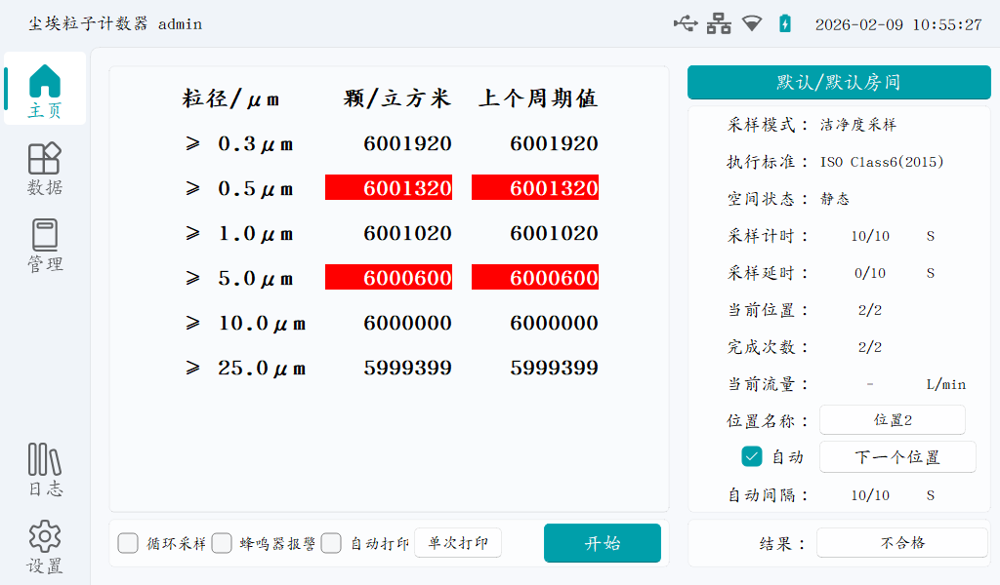 尘埃粒子计数器 admin
2026-02-09 10:55:27
主页
数据
管理
日志
设置
粒径/μm 颗/立方米 上个周期值
≥ 0.3μm 6001920 6001920
≥ 0.5μm 6001320 6001320
≥ 1.0μm 6001020 6001020
≥ 5.0μm 6000600 6000600
≥ 10.0μm 6000000 6000000
≥ 25.0μm 5999399 5999399
循环采样 蜂鸣器报警 自动打印 单次打印 开始
默认/默认房间
采样模式： 洁净度采样
执行标准： ISO Class6(2015)
空间状态： 静态
采样计时： 10/10 S
采样延时： 0/10 S
当前位置： 2/2
完成次数： 2/2
当前流量： - L/min
位置名称： 位置2
自动 下一个位置
自动间隔： 10/10 S
结果： 不合格